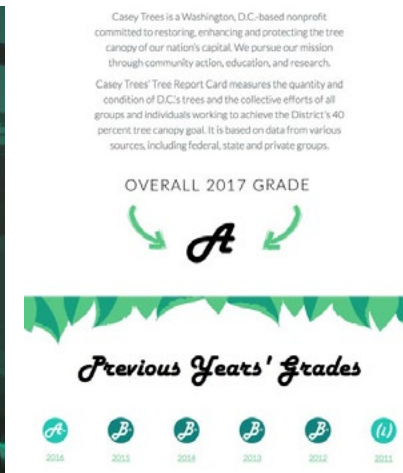 Casey Trees is a Washington, D.C.-based nonprofit
committed to restoring, enhancing and protecting the tree
canopy of our nation's capital. We pursue our mission
through community action, education, and research.
Casey Trees' Tree Report Card measures the quantity and
condition of D.C.'s trees and the collective efforts of all
groups and individuals working to achieve the District's 40
percent tree canopy goal. It is based on data from various
sources, including federal, state and private groups.
OVERALL 2017 GRADE
A
Previous Years' Grades
A- B- B- B- B- (i)
2016 2015 2014 2013 2012 2011